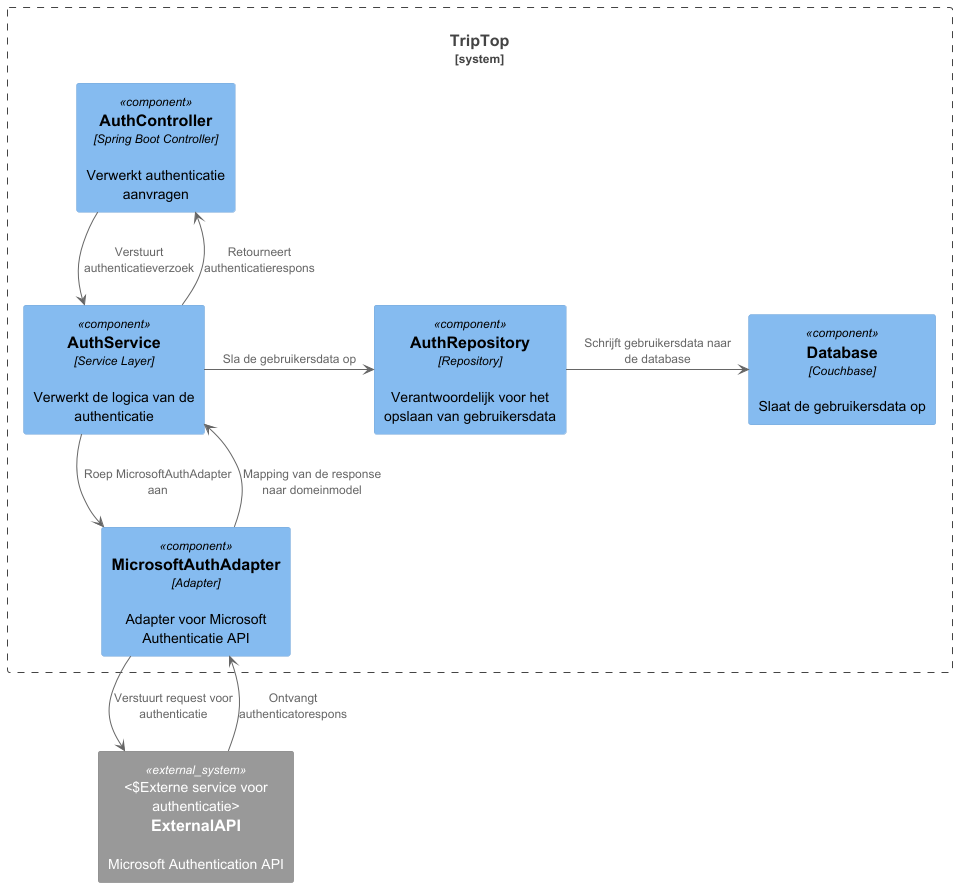 TripTop
[system]
«component»
AuthController
[Spring Boot Controller]
Verwerkt authenticatie
aanvragen
Verstuurt
authenticatieverzoek
Retourneert
authenticatierespons
«component»
AuthService
[Service Layer]
Verwerkt de logica van de
authenticatie
Sla de gebruikersdata op
«component»
AuthRepository
[Repository]
Verantwoordelijk voor het
opslaan van gebruikersdata
Schrijft gebruikersdata naar
de database
«component»
Database
[Couchbase]
Slaat de gebruikersdata op
Roep MicrosoftAuthAdapter
aan
Mapping van de response
naar domeinmodel
«component»
MicrosoftAuthAdapter
[Adapter]
Adapter voor Microsoft
Authenticatie API
Verstuurt request voor
authenticatie
Ontvangt
authenticatorespons
«external_system»
<$Externe service voor
authenticatie>
ExternalAPI
Microsoft Authentication API